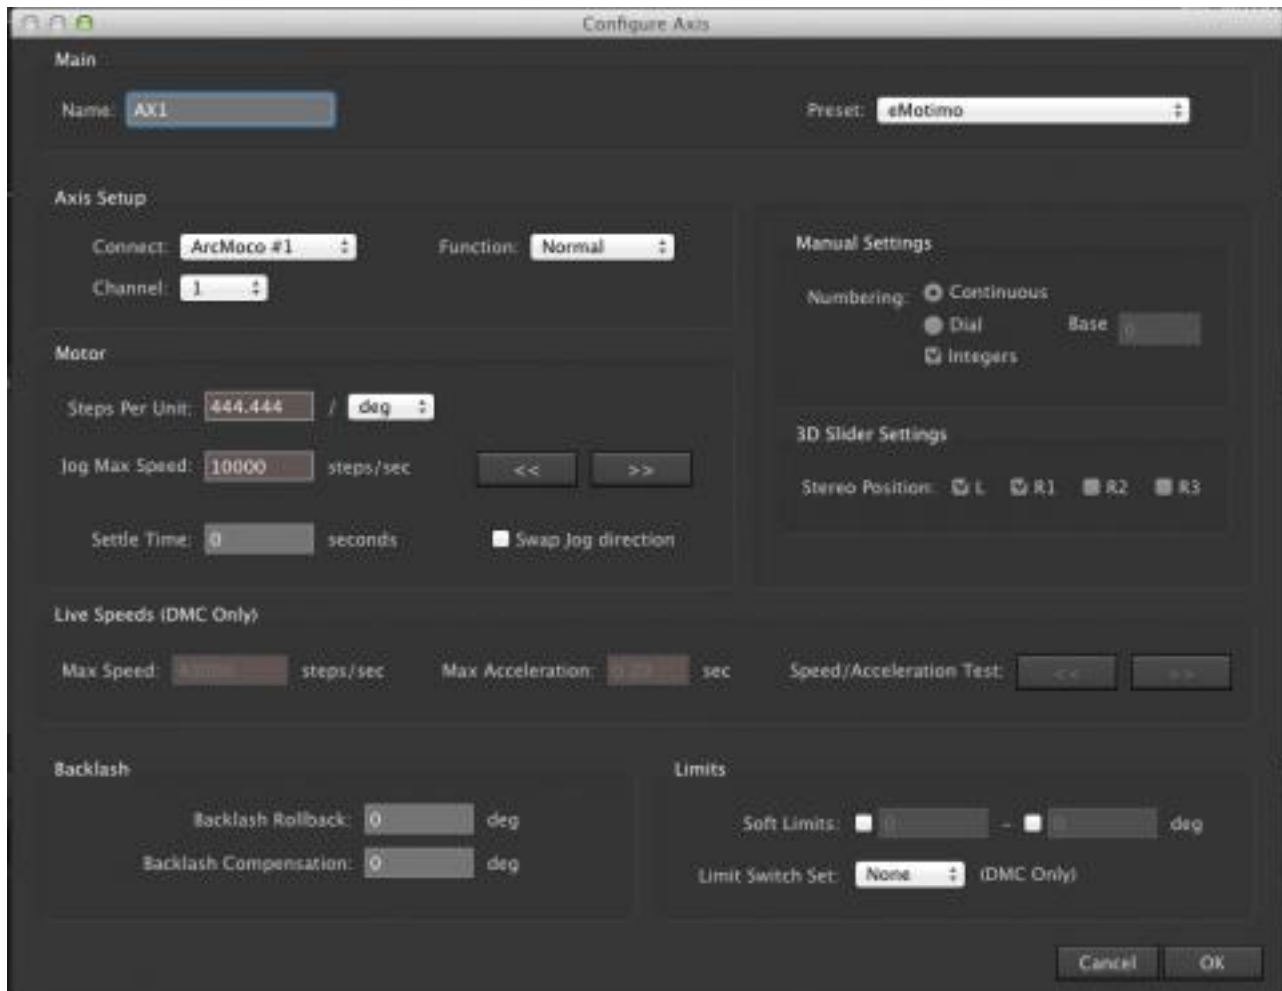 Configure Axis
Main
Name: AX1 Preset: eMotimo
Axis Setup
Connect: ArcMoco #1 Function: Normal
Channel: 1
Manual Settings
Numbering: Continuous
Dial Base 0
Integers
Motor
Steps Per Unit: 444.444 / deg
Jog Max Speed: 10000 steps/sec << >>
Settle Time: 0 seconds Swap Jog direction
3D Slider Settings
Stereo Position: L R1 R2 R3
Live Speeds (DMC Only)
Max Speed: steps/sec Max Acceleration: sec Speed/Acceleration Test: << >>
Backlash
Backlash Rollback: 0 deg
Backlash Compensation: 0 deg
Limits
Soft Limits: 0 - 0 deg
Limit Switch Set: None (DMC Only)
Cancel OK